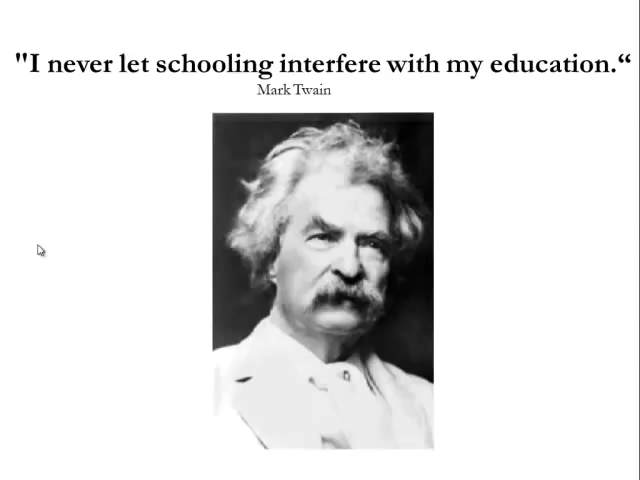 "I never let schooling interfere with my education.“
Mark Twain